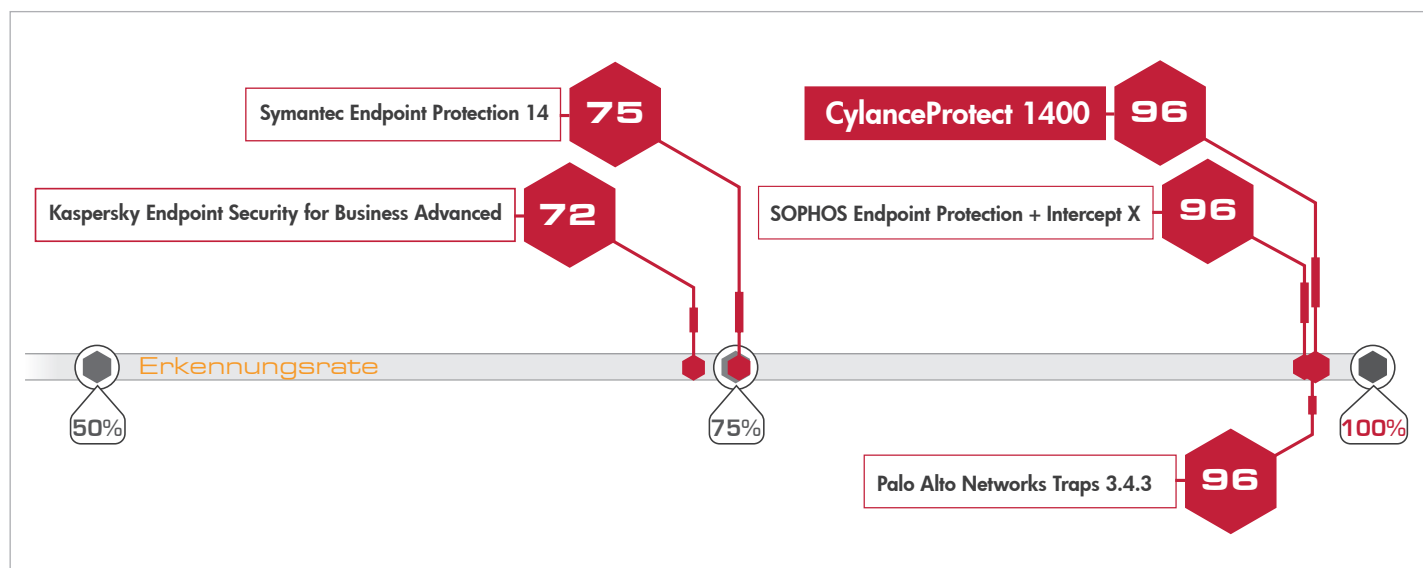 Symantec Endpoint Protection 14
75
CylanceProtect 1400
96
Kaspersky Endpoint Security for Business Advanced
72
SOPHOS Endpoint Protection + Intercept X
96
Erkennungsrate
50%
75%
100%
Palo Alto Networks Traps 3.4.3
96